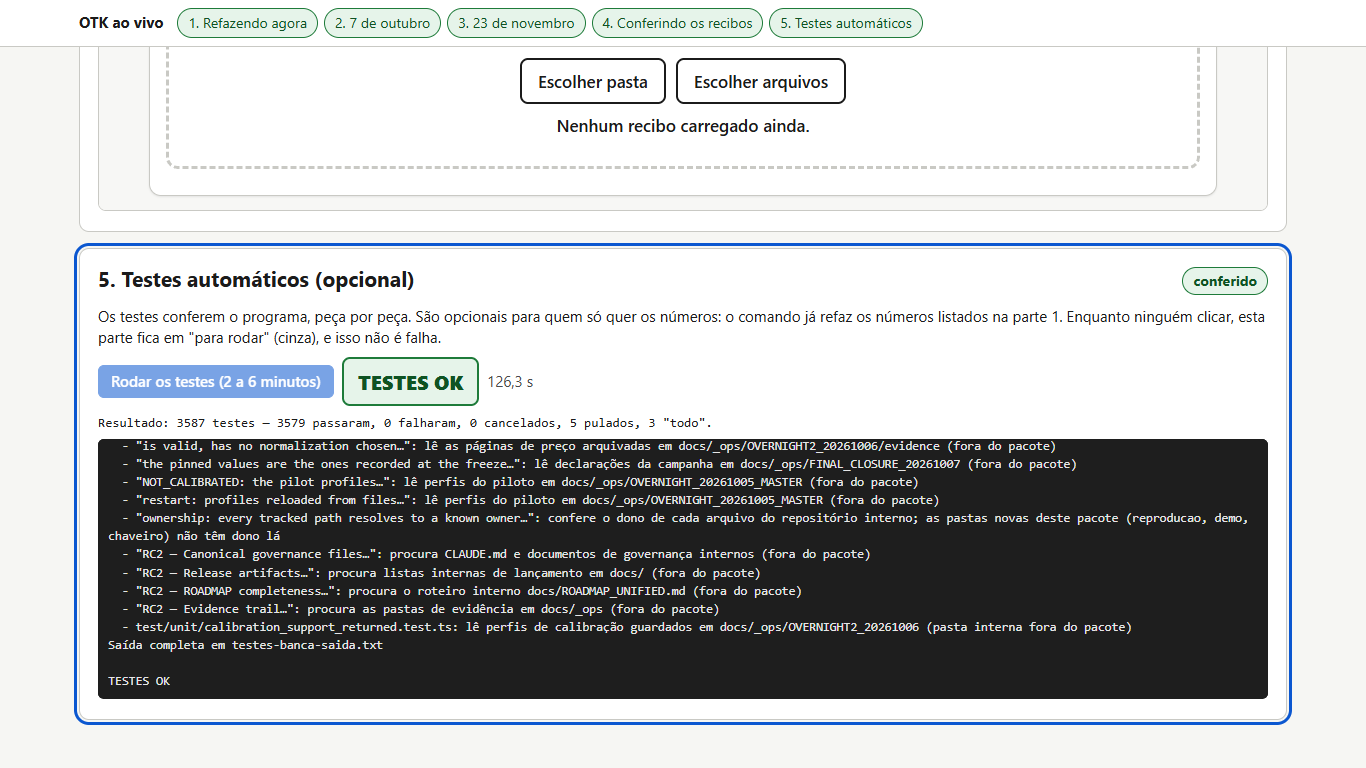 OTK ao vivo
1. Refazendo agora
2. 7 de outubro
3. 23 de novembro
4. Conferindo os recibos
5. Testes automáticos
Escolher pasta
Escolher arquivos
Nenhum recibo carregado ainda.
5. Testes automáticos (opcional)
conferido
Os testes conferem o programa, peça por peça. São opcionais para quem só quer os números: o comando já refaz os números listados na parte 1. Enquanto ninguém clicar, esta
parte fica em "para rodar" (cinza), e isso não é falha.
Rodar os testes (2 a 6 minutos)
TESTES OK
126,3 s
Resultado: 3587 testes — 3579 passaram, 0 falharam, 0 cancelados, 5 pulados, 3 "todo".
- "is valid, has no normalization chosen…": lê as páginas de preço arquivadas em docs/_ops/OVERNIGHT2_20261006/evidence (fora do pacote)
- "the pinned values are the ones recorded at the freeze…": lê declarações da campanha em docs/_ops/FINAL_CLOSURE_20261007 (fora do pacote)
- "NOT_CALIBRATED: the pilot profiles…": lê perfis do piloto em docs/_ops/OVERNIGHT_20261005_MASTER (fora do pacote)
- "restart: profiles reloaded from files…": lê perfis do piloto em docs/_ops/OVERNIGHT_20261005_MASTER (fora do pacote)
- "ownership: every tracked path resolves to a known owner…": confere o dono de cada arquivo do repositório interno; as pastas novas deste pacote (reproducao, demo,
chaveiro) não têm dono lá
- "RC2 — Canonical governance files…": procura CLAUDE.md e documentos de governança internos (fora do pacote)
- "RC2 — Release artifacts…": procura listas internas de lançamento em docs/ (fora do pacote)
- "RC2 — ROADMAP completeness…": procura o roteiro interno docs/ROADMAP_UNIFIED.md (fora do pacote)
- "RC2 — Evidence trail…": procura as pastas de evidência em docs/_ops (fora do pacote)
- test/unit/calibration_support_returned.test.ts: lê perfis de calibração guardados em docs/_ops/OVERNIGHT2_20261006 (pasta interna fora do pacote)
Saída completa em testes-banca-saida.txt
TESTES OK